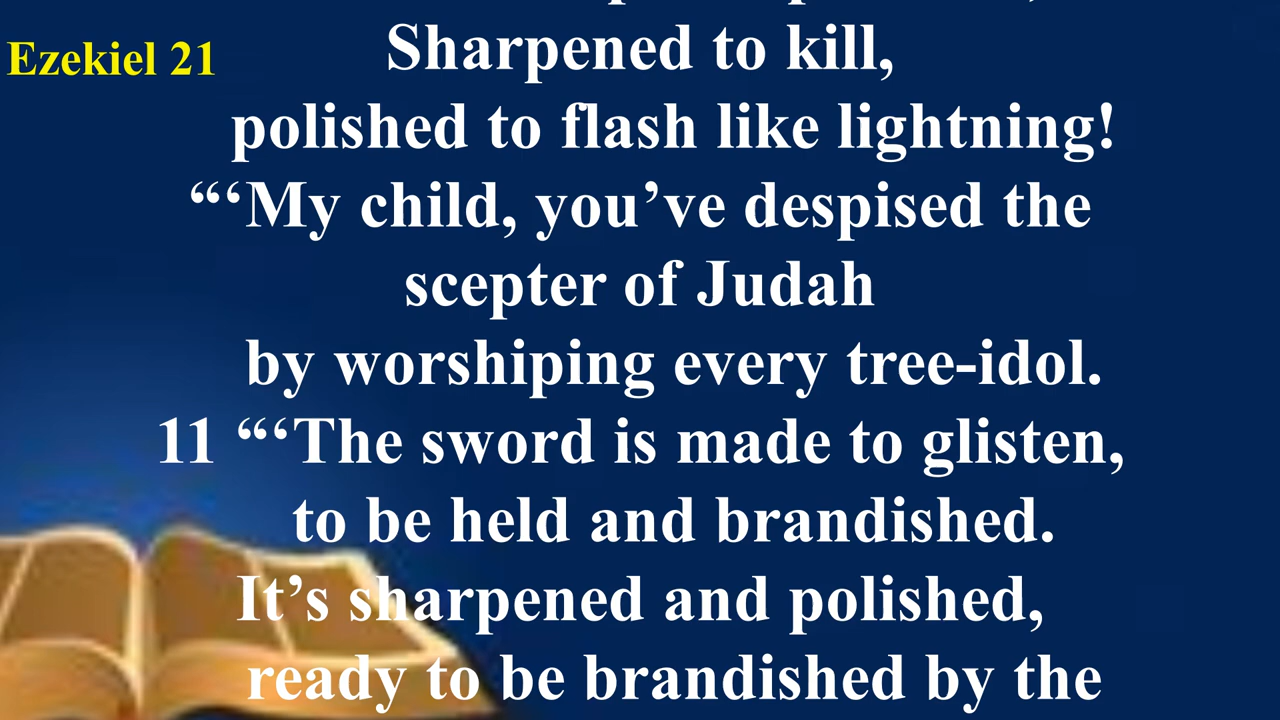 Ezekiel 21
Sharpened to kill,
polished to flash like lightning!
“‘My child, you’ve despised the
scepter of Judah
by worshiping every tree-idol.
11 “‘The sword is made to glisten,
to be held and brandished.
It’s sharpened and polished,
ready to be brandished by the